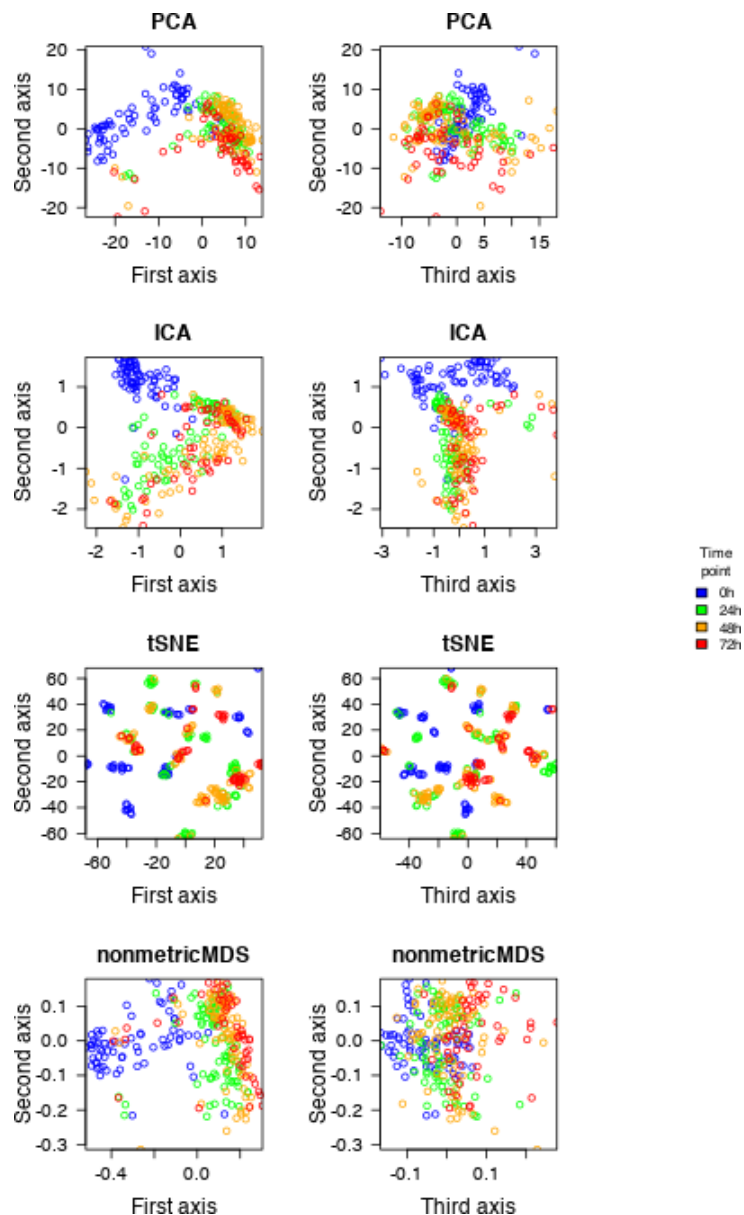 PCA
PCA
20
10
0
-10
-20
Second axis
-20
-10
0
10
First axis
20
10
0
-10
-20
Second axis
-10
0
5
15
Third axis
ICA
ICA
1
0
-1
-2
Second axis
-2
-1
0
1
First axis
1
0
-1
-2
Second axis
-3
-1
1
3
Third axis
Time
point
0h
24h
48h
72h
tSNE
tSNE
60
40
20
0
-20
-40
-60
Second axis
-60
-20
20
First axis
60
40
20
0
-20
-40
-60
Second axis
-40
0
40
Third axis
nonmetricMDS
nonmetricMDS
0.1
0.0
-0.1
-0.2
-0.3
Second axis
-0.4
0.0
First axis
0.1
0.0
-0.1
-0.2
-0.3
Second axis
-0.1
0.1
Third axis